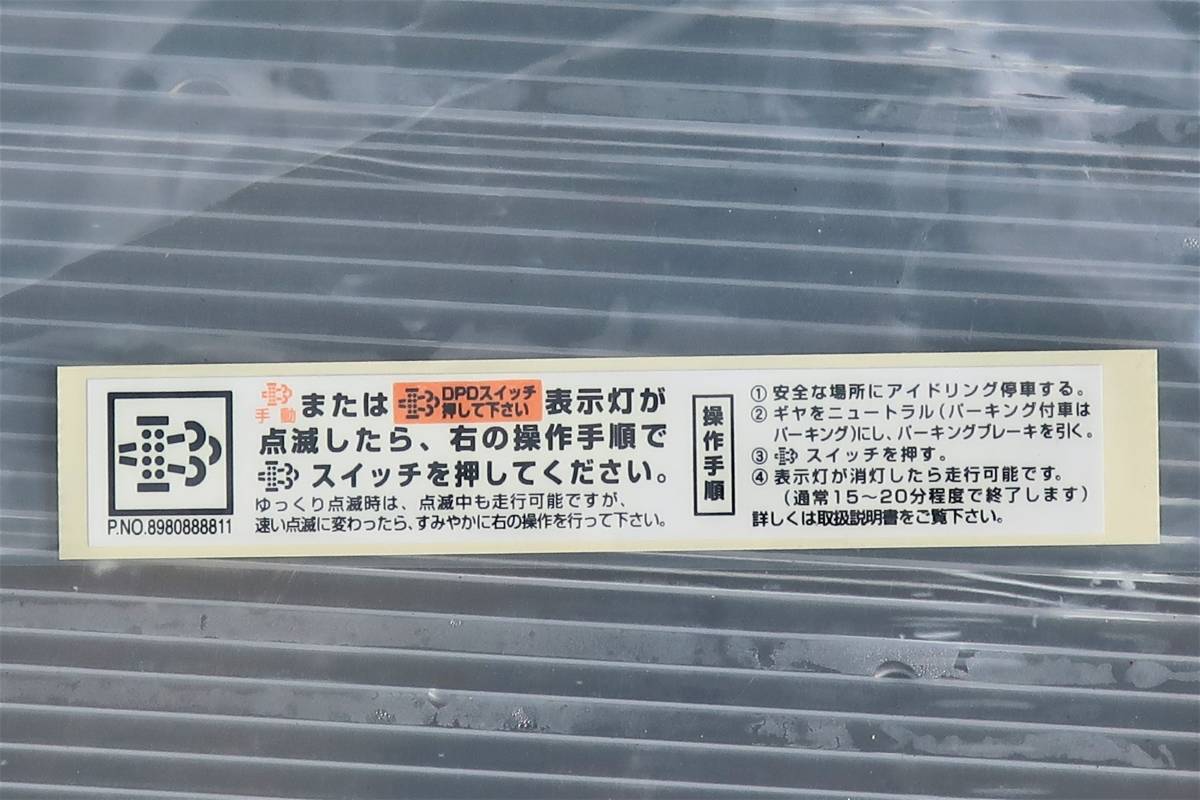 P.NO.8980888811
手動 または DPDスイッチ 押して下さい 表示灯が
点滅したら、右の操作手順で
スイッチを押してください。
ゆっくり点滅時は、点滅中も走行可能ですが、
速い点滅に変わったら、すみやかに右の操作を行って下さい。
操作手順
① 安全な場所にアイドリング停車する。
② ギヤをニュートラル(パーキング付車は
パーキング)にし、パーキングブレーキを引く。
③ スイッチを押す。
④ 表示灯が消灯したら走行可能です。
(通常15～20分程度で終了します)
詳しくは取扱説明書をご覧下さい。